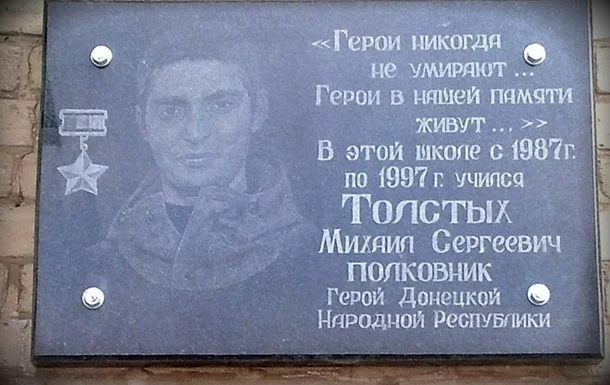 «Герои никогда
не умирают ...
Герои в нашей памяти
живут ... >>
В этой школе с 1987г.
по 1997 г. учился
Толстых
Михаил Сергеевич
полковник
Герой Донецкой
Народной Республики